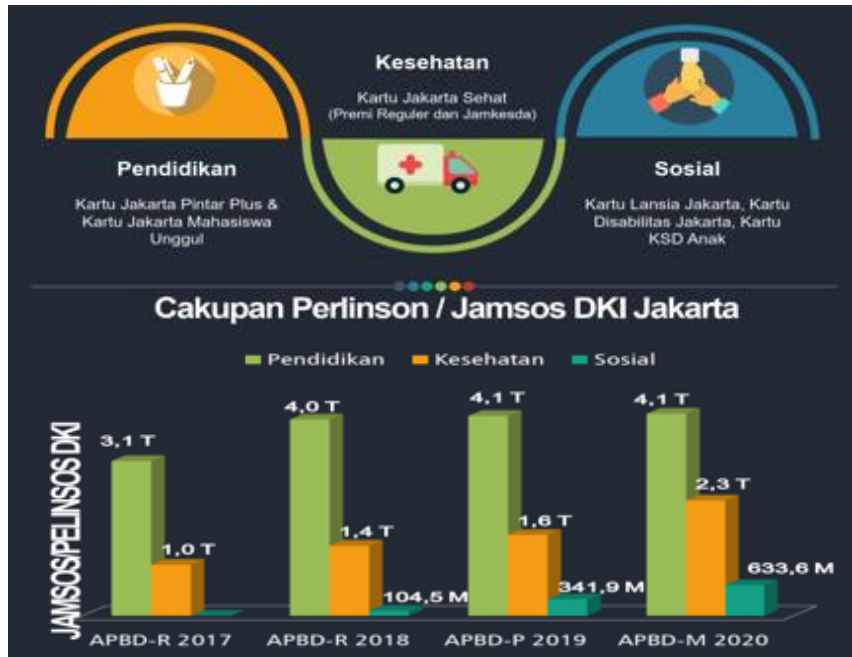 Kesehatan
Kartu Jakarta Sehat
(Premi Reguler dan Jamkesda)
Pendidikan
Kartu Jakarta Pintar Plus &
Kartu Jakarta Mahasiswa
Unggul
Sosial
Kartu Lansia Jakarta, Kartu
Disabilitas Jakarta, Kartu
KSD Anak
Cakupan Perlinson / Jamsos DKI Jakarta
Pendidikan Kesehatan Sosial
JAMSOS/PELINSOS DKI
3,1 T
1,0 T
4,0 T
1,4 T
104,5 M
4,1 T
1,6 T
341,9 M
4,1 T
2,3 T
633,6 M
APBD-R 2017 APBD-R 2018 APBD-P 2019 APBD-M 2020